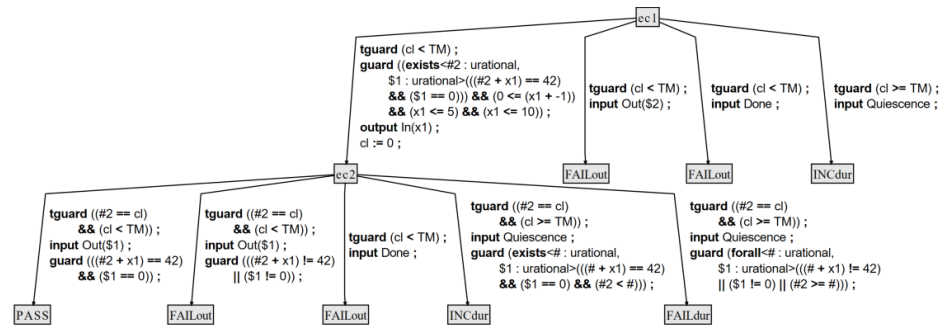 ec1
tguard (cl < TM) ;
guard ((exists<#2 : urational,
$1 : urational>(((#2 + x1) == 42)
&& ($1 == 0))) && (0 <= (x1 + -1))
&& (x1 <= 5) && (x1 <= 10)) ;
output In(x1) ;
cl := 0 ;
tguard (cl < TM) ;
input Out($2) ;
tguard (cl < TM) ;
input Done ;
tguard (cl >= TM) ;
input Quiescence ;
ec2
FAILout
FAILout
INCdur
tguard ((#2 == cl)
&& (cl < TM)) ;
input Out($1) ;
guard (((#2 + x1) == 42)
&& ($1 == 0)) ;
tguard ((#2 == cl)
&& (cl < TM)) ;
input Out($1) ;
guard (((#2 + x1) != 42)
|| ($1 != 0)) ;
tguard (cl < TM) ;
input Done ;
tguard ((#2 == cl)
&& (cl >= TM)) ;
input Quiescence ;
guard (exists<# : urational,
$1 : urational>(((# + x1) == 42)
&& ($1 == 0) && (#2 < #))) ;
tguard ((#2 == cl)
&& (cl >= TM)) ;
input Quiescence ;
guard (forall<# : urational,
$1 : urational>(((# + x1) != 42)
|| ($1 != 0) || (#2 >= #))) ;
PASS
FAILout
FAILout
INCdur
FAILdur